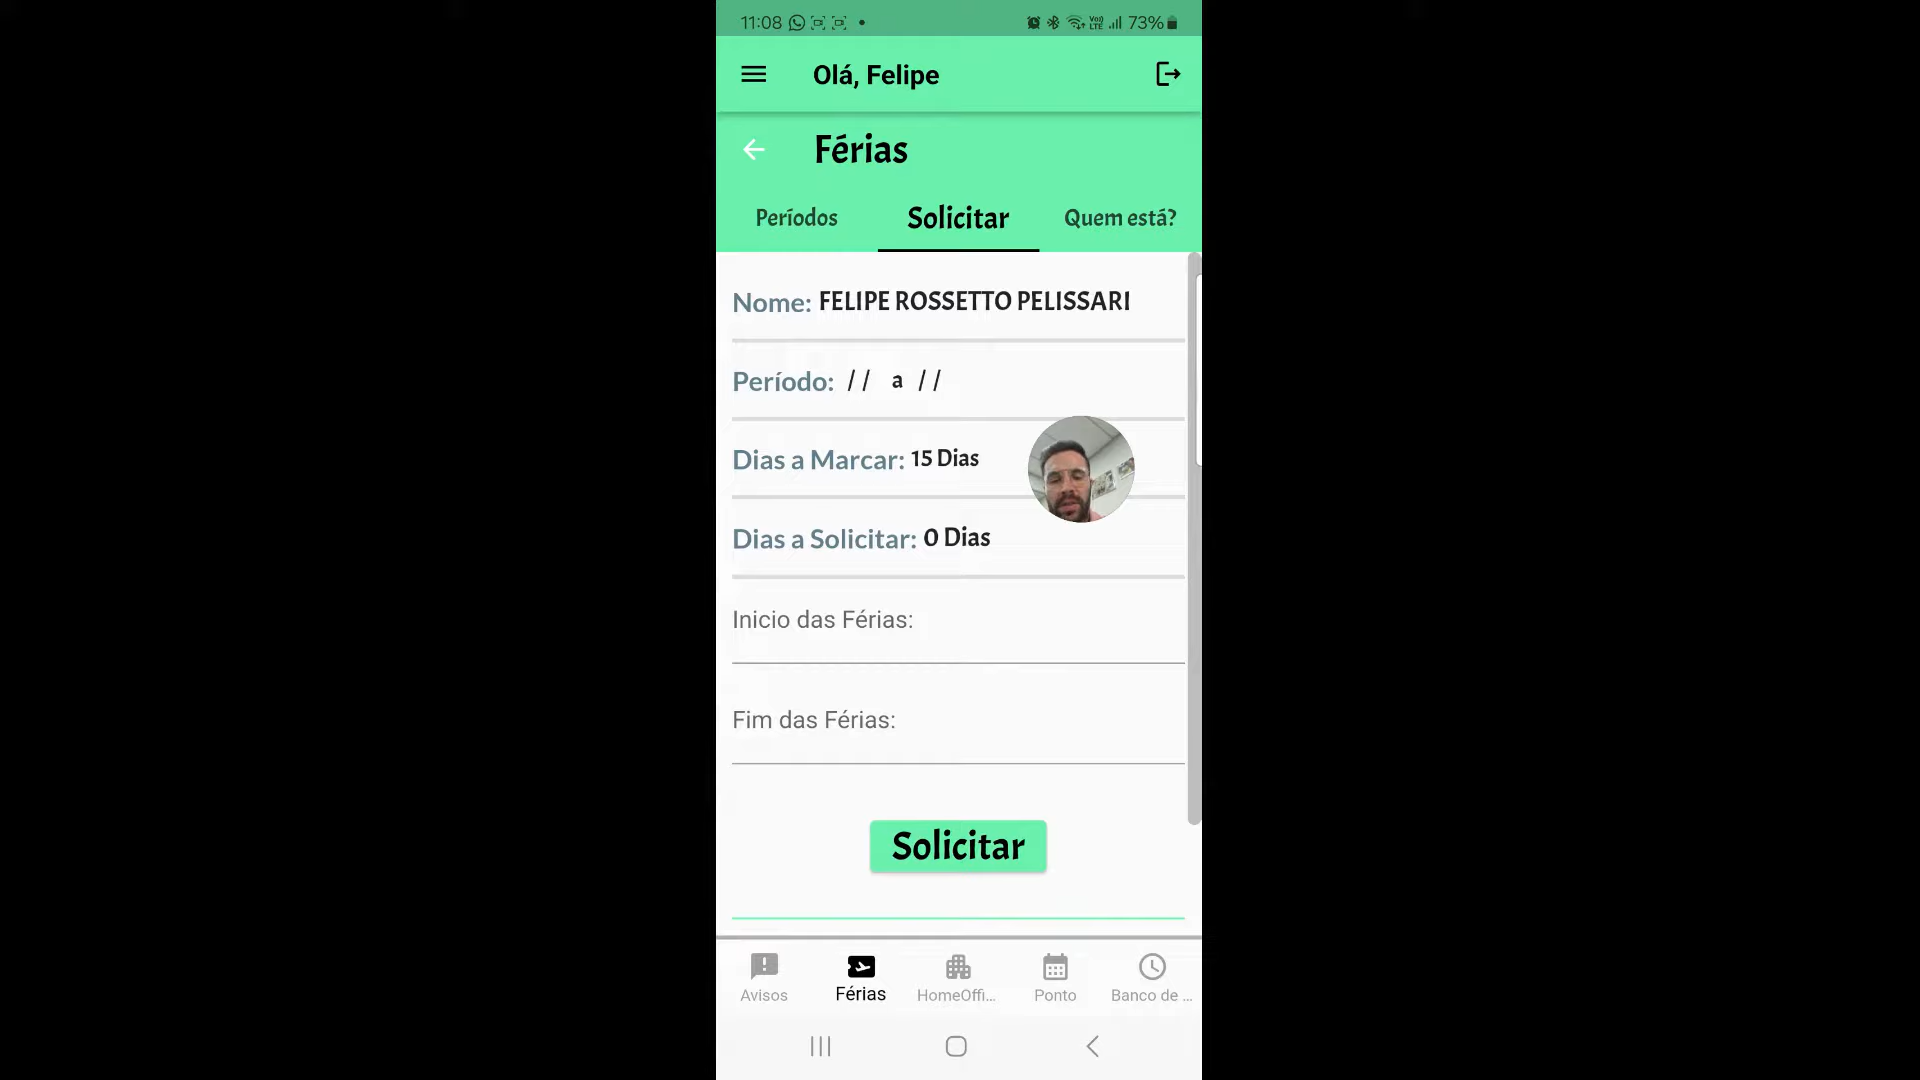 11:08 73%
Olá, Felipe
Férias
Períodos Solicitar Quem está?
Nome: FELIPE ROSSETTO PELISSARI
Período: / / a / /
Dias a Marcar: 15 Dias
Dias a Solicitar: 0 Dias
Inicio das Férias:
Fim das Férias:
Solicitar
Avisos Férias HomeOffi... Ponto Banco de ...